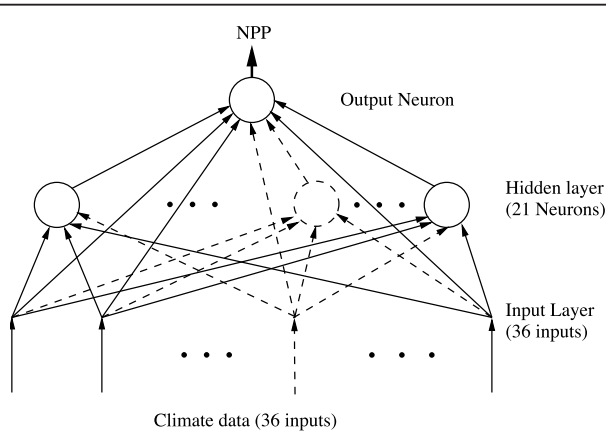 NPP
Output Neuron
Hidden layer
(21 Neurons)
Input Layer
(36 inputs)
Climate data (36 inputs)